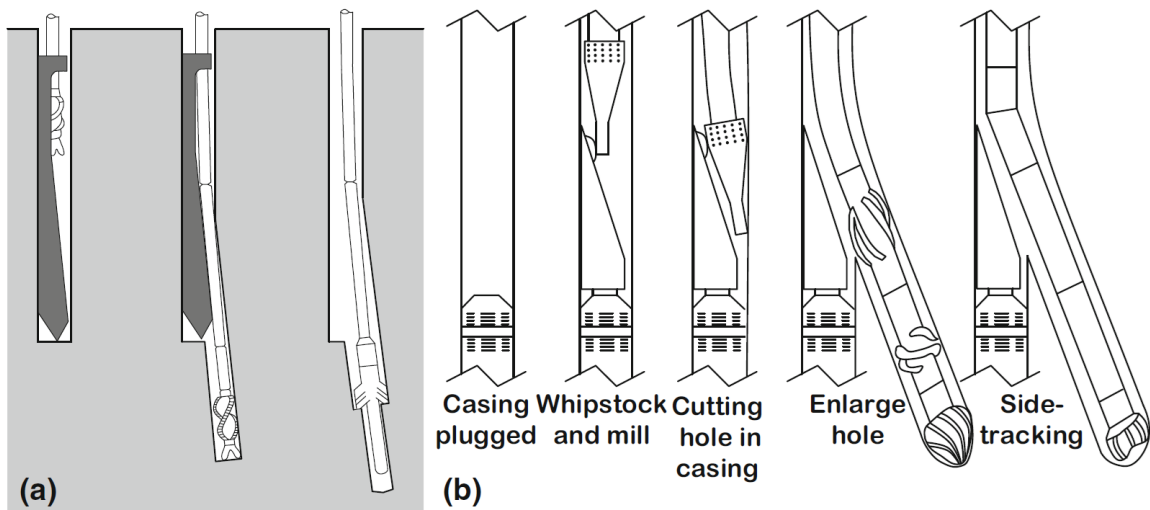 (a)
(b)
Casing
plugged
Whipstock
and mill
Cutting
hole in
casing
Enlarge
hole
Side-
tracking